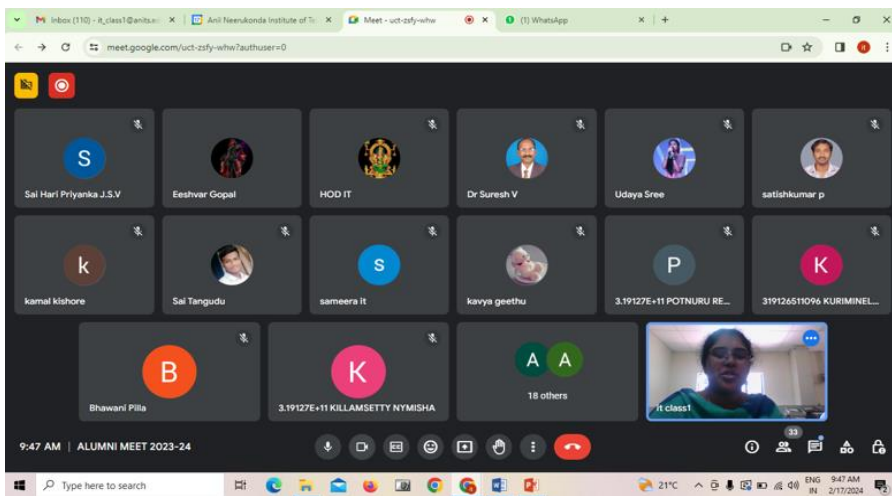 Inbox (110) - it_class1@anits.e
Anil Neerukonda Institute of Te
Meet - uct-zsfy-whw
(1) WhatsApp
meet.google.com/uct-zsfy-whw?authuser=0
S
Sai Hari Priyanka J.S.V
Eeshvar Gopal
HOD IT
Dr Suresh V
Udaya Sree
satishkumar p
k
kamal kishore
Sai Tangudu
s
sameera it
kavya geethu
P
3.19127E+11 POTNURU RE...
K
319126511096 KURIMINEL...
B
Bhawani Pilla
K
3.19127E+11 KILLAMSETTY NYMISHA
A A
18 others
it class1
9:47 AM | ALUMNI MEET 2023-24
33
Type here to search
21°C
ENG
IN
9:47 AM
2/17/2024